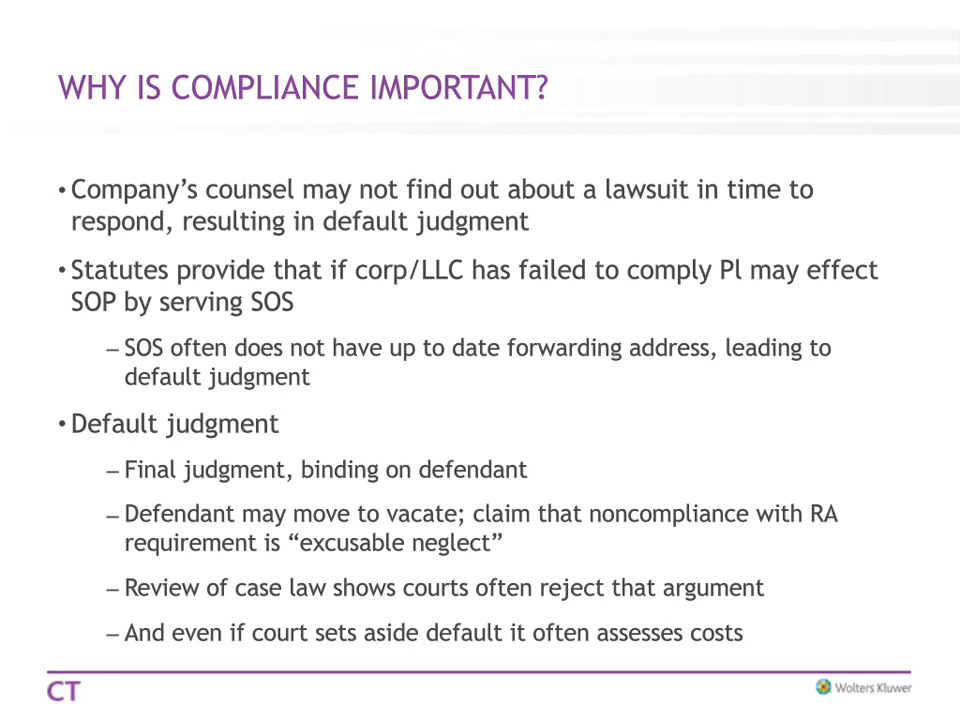 WHY IS COMPLIANCE IMPORTANT?
• Company’s counsel may not find out about a lawsuit in time to
respond, resulting in default judgment
• Statutes provide that if corp/LLC has failed to comply Pl may effect
SOP by serving SOS
– SOS often does not have up to date forwarding address, leading to
default judgment
• Default judgment
– Final judgment, binding on defendant
– Defendant may move to vacate; claim that noncompliance with RA
requirement is “excusable neglect”
– Review of case law shows courts often reject that argument
– And even if court sets aside default it often assesses costs
CT
Wolters Kluwer